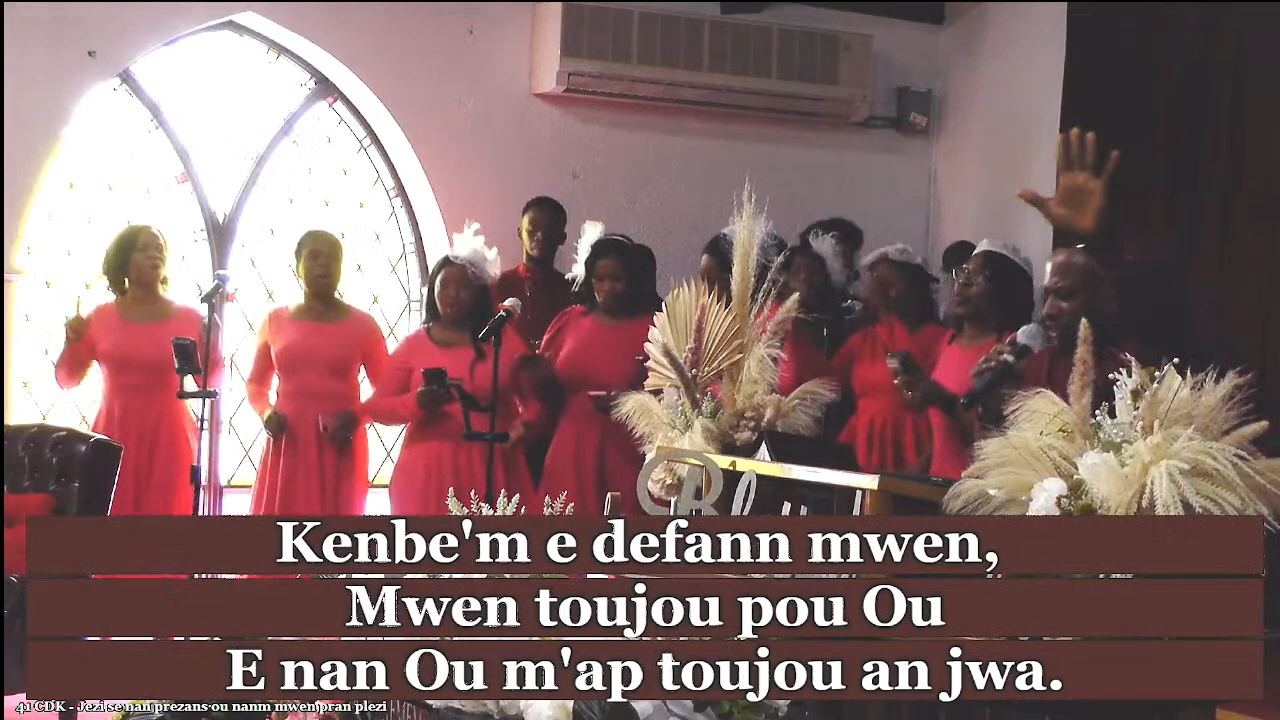 Kenbe'm e defann mwen,
Mwen toujou pou Ou
E nan Ou m'ap toujou an jwa.
41 CDK - Jezi se nan prezans ou nanm mwen pran plezi